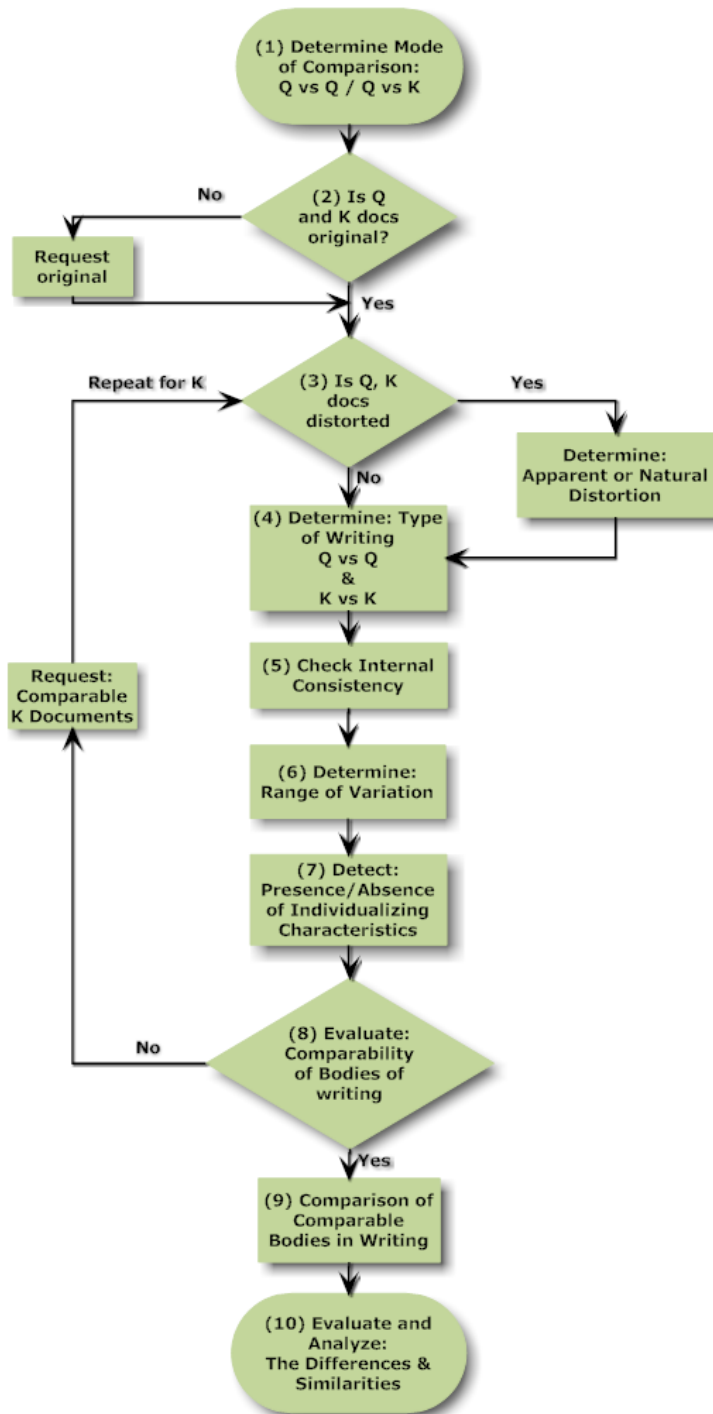 (1) Determine Mode
of Comparison:
Q vs Q / Q vs K
No
(2) Is Q
and K docs
original?
Request
original
Yes
Repeat for K
(3) Is Q, K
docs
distorted
Yes
Determine:
Apparent or Natural
Distortion
No
(4) Determine: Type
of Writing
Q vs Q
&
K vs K
(5) Check Internal
Consistency
Request:
Comparable
K Documents
(6) Determine:
Range of Variation
(7) Detect:
Presence/Absence
of Individualizing
Characteristics
(8) Evaluate:
Comparability
of Bodies of
writing
No
Yes
(9) Comparison of
Comparable
Bodies in Writing
(10) Evaluate and
Analyze:
The Differences &
Similarities